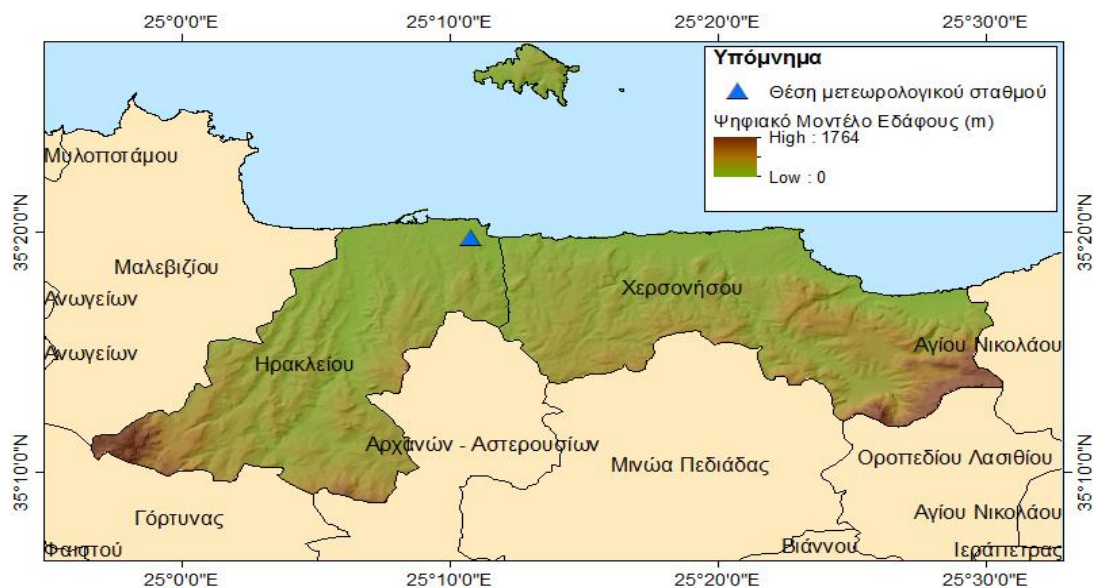 25°0'0"E
25°10'0"E
25°20'0"E
25°30'0"E
Υπόμνημα
Θέση μετεωρολογικού σταθμού
Ψηφιακό Μοντέλο Εδάφους (m)
High : 1764
Low : 0
Μυλοποτάμου
35°20'0"N
35°20'0"N
Μαλεβιζίου
Χερσονήσου
Ανωγείων
Ανωγείων
Αγίου Νικολάου
Ηρακλείου
Αρχανών - Αστερουσίων
Μινώα Πεδιάδας
Οροπεδίου Λασιθίου
35°10'0"N
35°10'0"N
Γόρτυνας
Αγίου Νικολάου
Φαιστού
Βιάννου
Ιεράπετρας
25°0'0"E
25°10'0"E
25°20'0"E
25°30'0"E